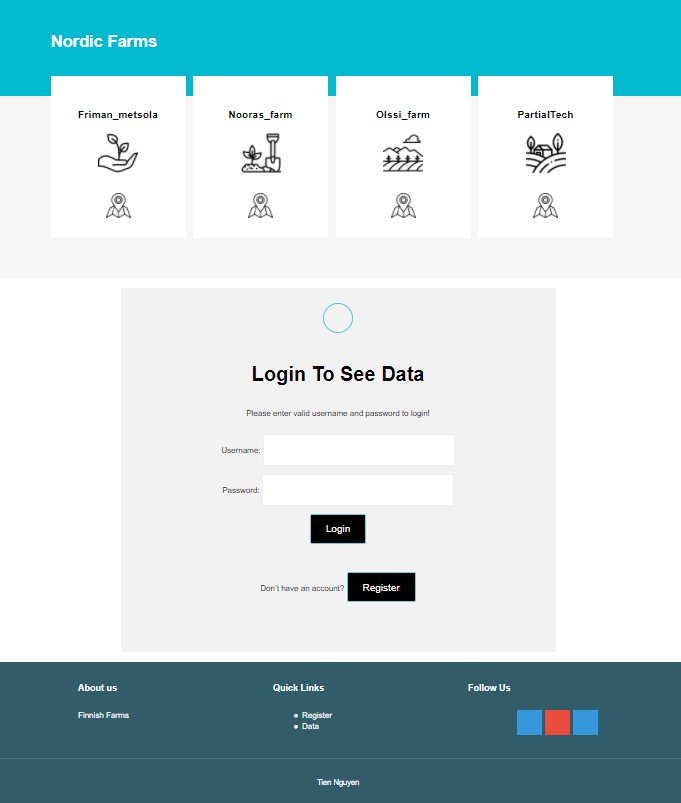 Nordic Farms
Friman_metsola
Nooras_farm
Olssi_farm
PartialTech
Login To See Data
Please enter valid username and password to login!
Username:
Password:
Login
Don't have an account? Register
About us
Finnish Farms
Quick Links
Register
Data
Follow Us
Tien Nguyen